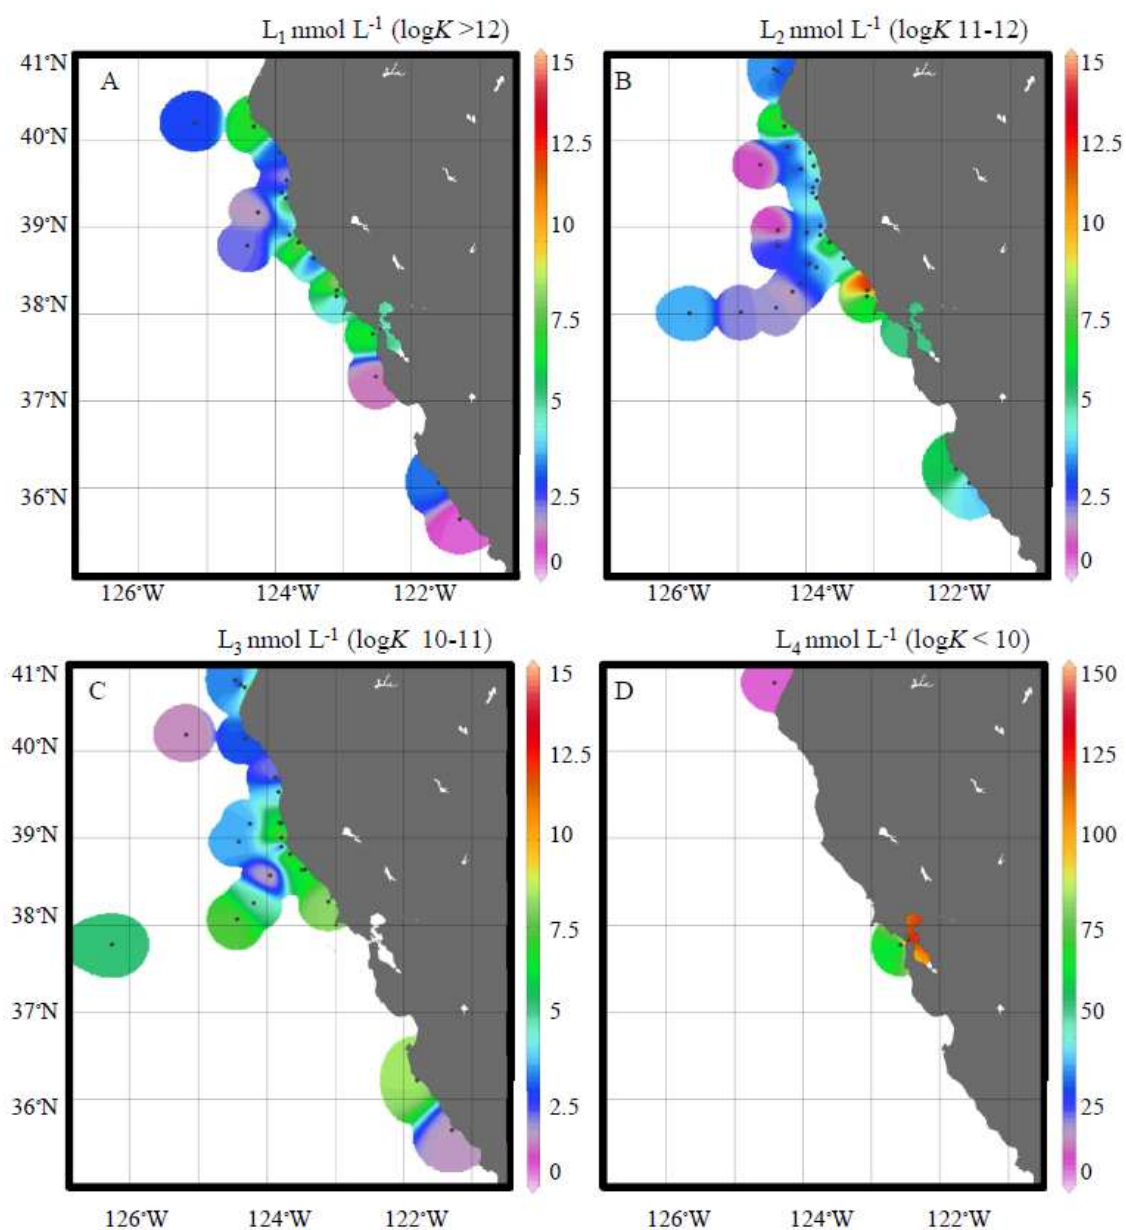 L₁ nmol L⁻¹ (logK >12)
L₂ nmol L⁻¹ (logK 11-12)
A
41°N
40°N
39°N
38°N
37°N
36°N
126°W 124°W 122°W
15
12.5
10
7.5
5
2.5
0
B
126°W 124°W 122°W
15
12.5
10
7.5
5
2.5
0
L₃ nmol L⁻¹ (logK 10-11)
L₄ nmol L⁻¹ (logK < 10)
C
41°N
40°N
39°N
38°N
37°N
36°N
126°W 124°W 122°W
15
12.5
10
7.5
5
2.5
0
D
126°W 124°W 122°W
150
125
100
75
50
25
0